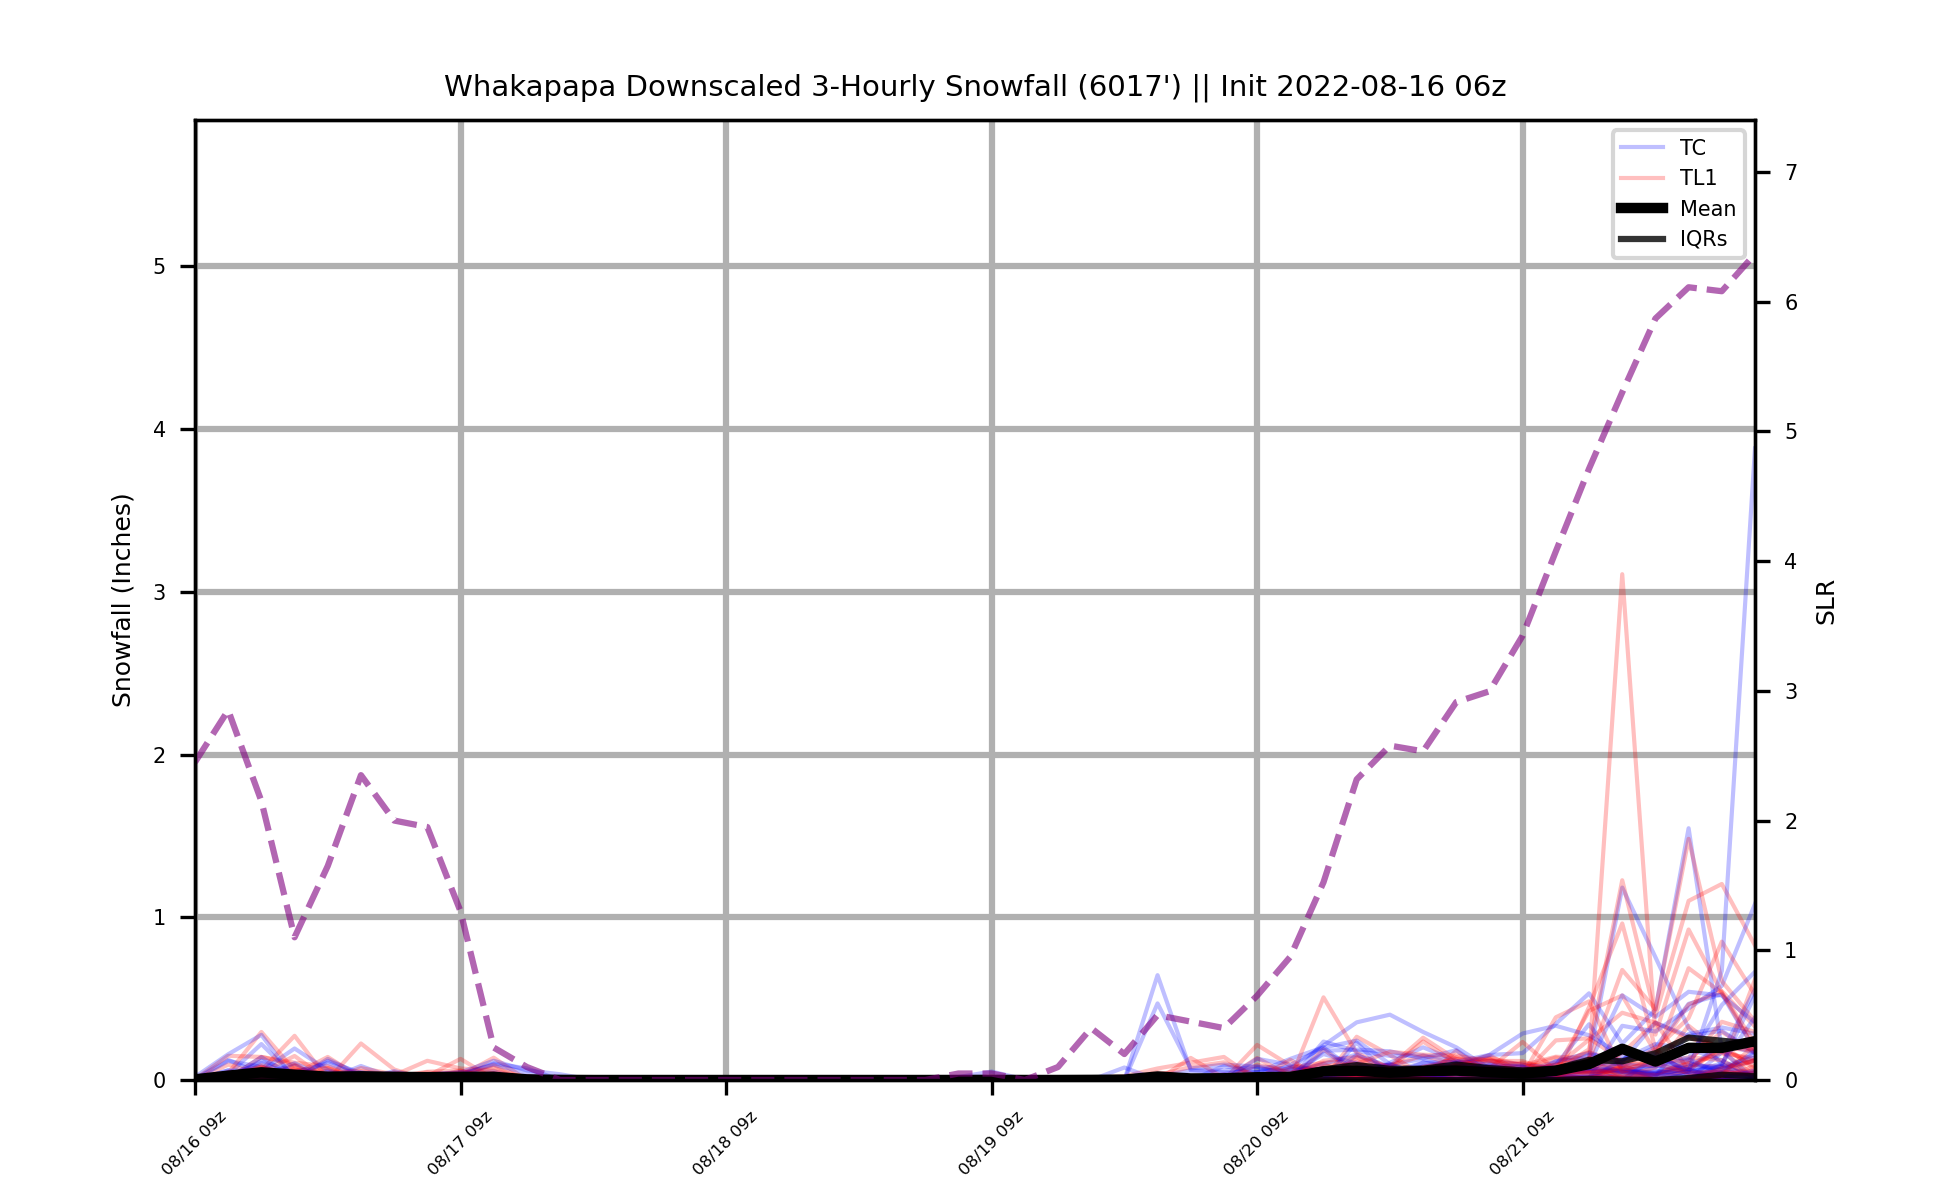 Whakapapa Downscaled 3-Hourly Snowfall (6017') || Init 2022-08-16 06z
TC
TL1
Mean
IQRs
Snowfall (Inches)
5
4
3
2
1
0
7
6
5
4
3
2
1
0
SLR
08/16 09z
08/17 09z
08/18 09z
08/19 09z
08/20 09z
08/21 09z